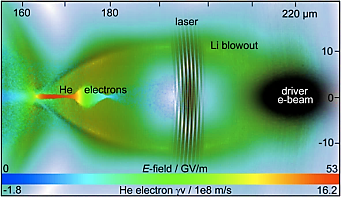 laser
160
180
220 µm
Li blowout
10
He electrons
driver
e-beam
0
-10
0
E-field / GV/m
53
-1.8
He electron γv / 1e8 m/s
16.2